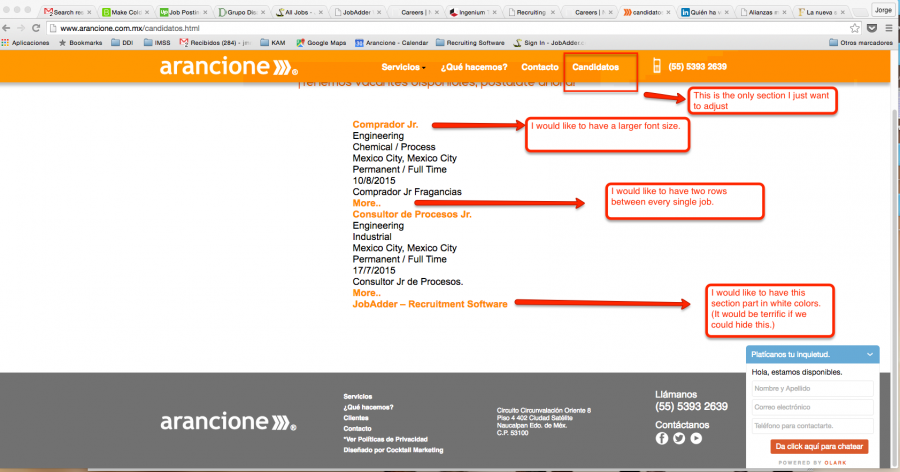 Search rec
Make Colo
Job Postin
Grupo Dis
All Jobs -
JobAdder
Careers | M
Ingenium
Recruiting
Careers | M
candidatos
Quién ha v
Alianzas es
La nueva a
Jorge
www.arancione.com.mx/candidatos.html
Aplicaciones
Bookmarks
DDI
IMSS
Recibidos (284) - j
KAM
Google Maps
Arancione - Calendar
Recruiting Software
Sign In - JobAdder
Otros marcadores
arancione
Servicios
¿Qué hacemos?
Contacto
Candidatos
(55) 5393 2639
¡Tenemos vacantes disponibles, postúlate ahora!
This is the only section I just want
to adjust
Comprador Jr.
I would like to have a larger font size.
Engineering
Chemical / Process
Mexico City, Mexico City
Permanent / Full Time
10/8/2015
Comprador Jr Fragancias
More..
I would like to have two rows
between every single job.
Consultor de Procesos Jr.
Engineering
Industrial
Mexico City, Mexico City
Permanent / Full Time
17/7/2015
Consultor Jr de Procesos.
More..
JobAdder – Recruitment Software
I would like to have this
section part in white colors.
(It would be terrific if we
could hide this.)
Platícanos tu inquietud.
Hola, estamos disponibles.
Nombre y Apellido
Correo electrónico
Teléfono para contactarte.
Da click aquí para chatear
POWERED BY OLARK
arancione
®
Servicios
¿Qué hacemos?
Clientes
Contacto
*Ver Políticas de Privacidad
Diseñado por Cocktail Marketing
Circuito Circunvalación Oriente 8
Piso 4 402 Ciudad Satélite
Naucalpan Edo. de Méx.
C.P. 53100
Llámanos
(55) 5393 2639
Contáctanos